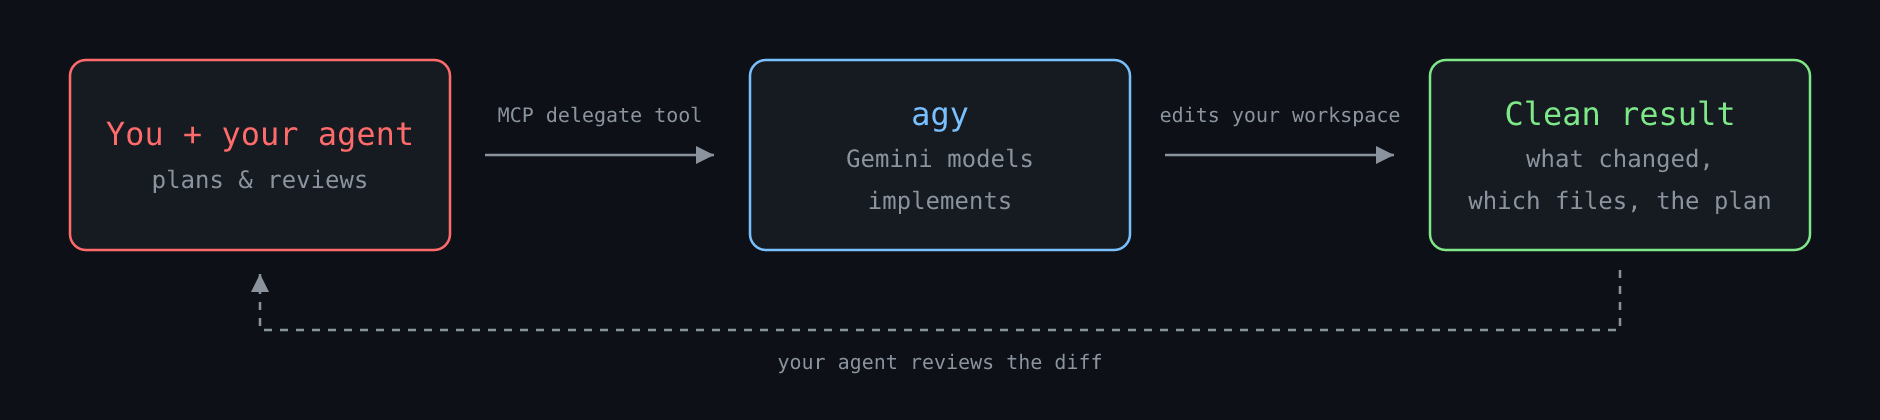 You + your agent
plans & reviews
MCP delegate tool
agy
Gemini models
implements
edits your workspace
Clean result
what changed,
which files, the plan
your agent reviews the diff